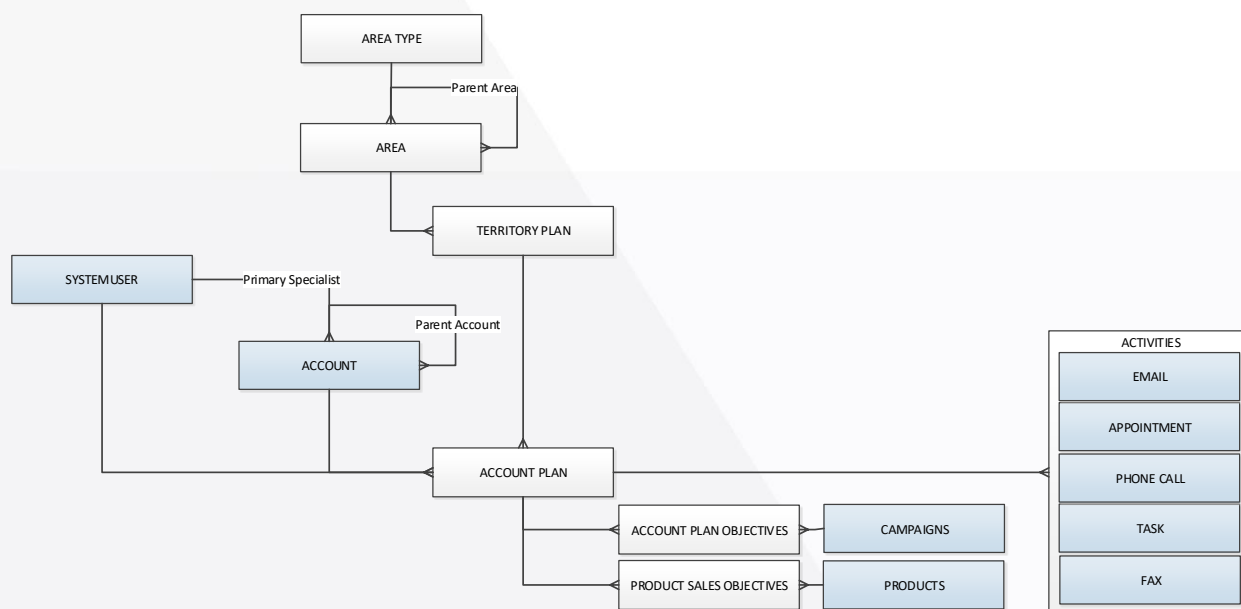 AREA TYPE
Parent Area
AREA
TERRITORY PLAN
SYSTEMUSER
Primary Specialist
Parent Account
ACCOUNT
ACTIVITIES
EMAIL
APPOINTMENT
PHONE CALL
TASK
FAX
ACCOUNT PLAN
ACCOUNT PLAN OBJECTIVES
CAMPAIGNS
PRODUCT SALES OBJECTIVES
PRODUCTS